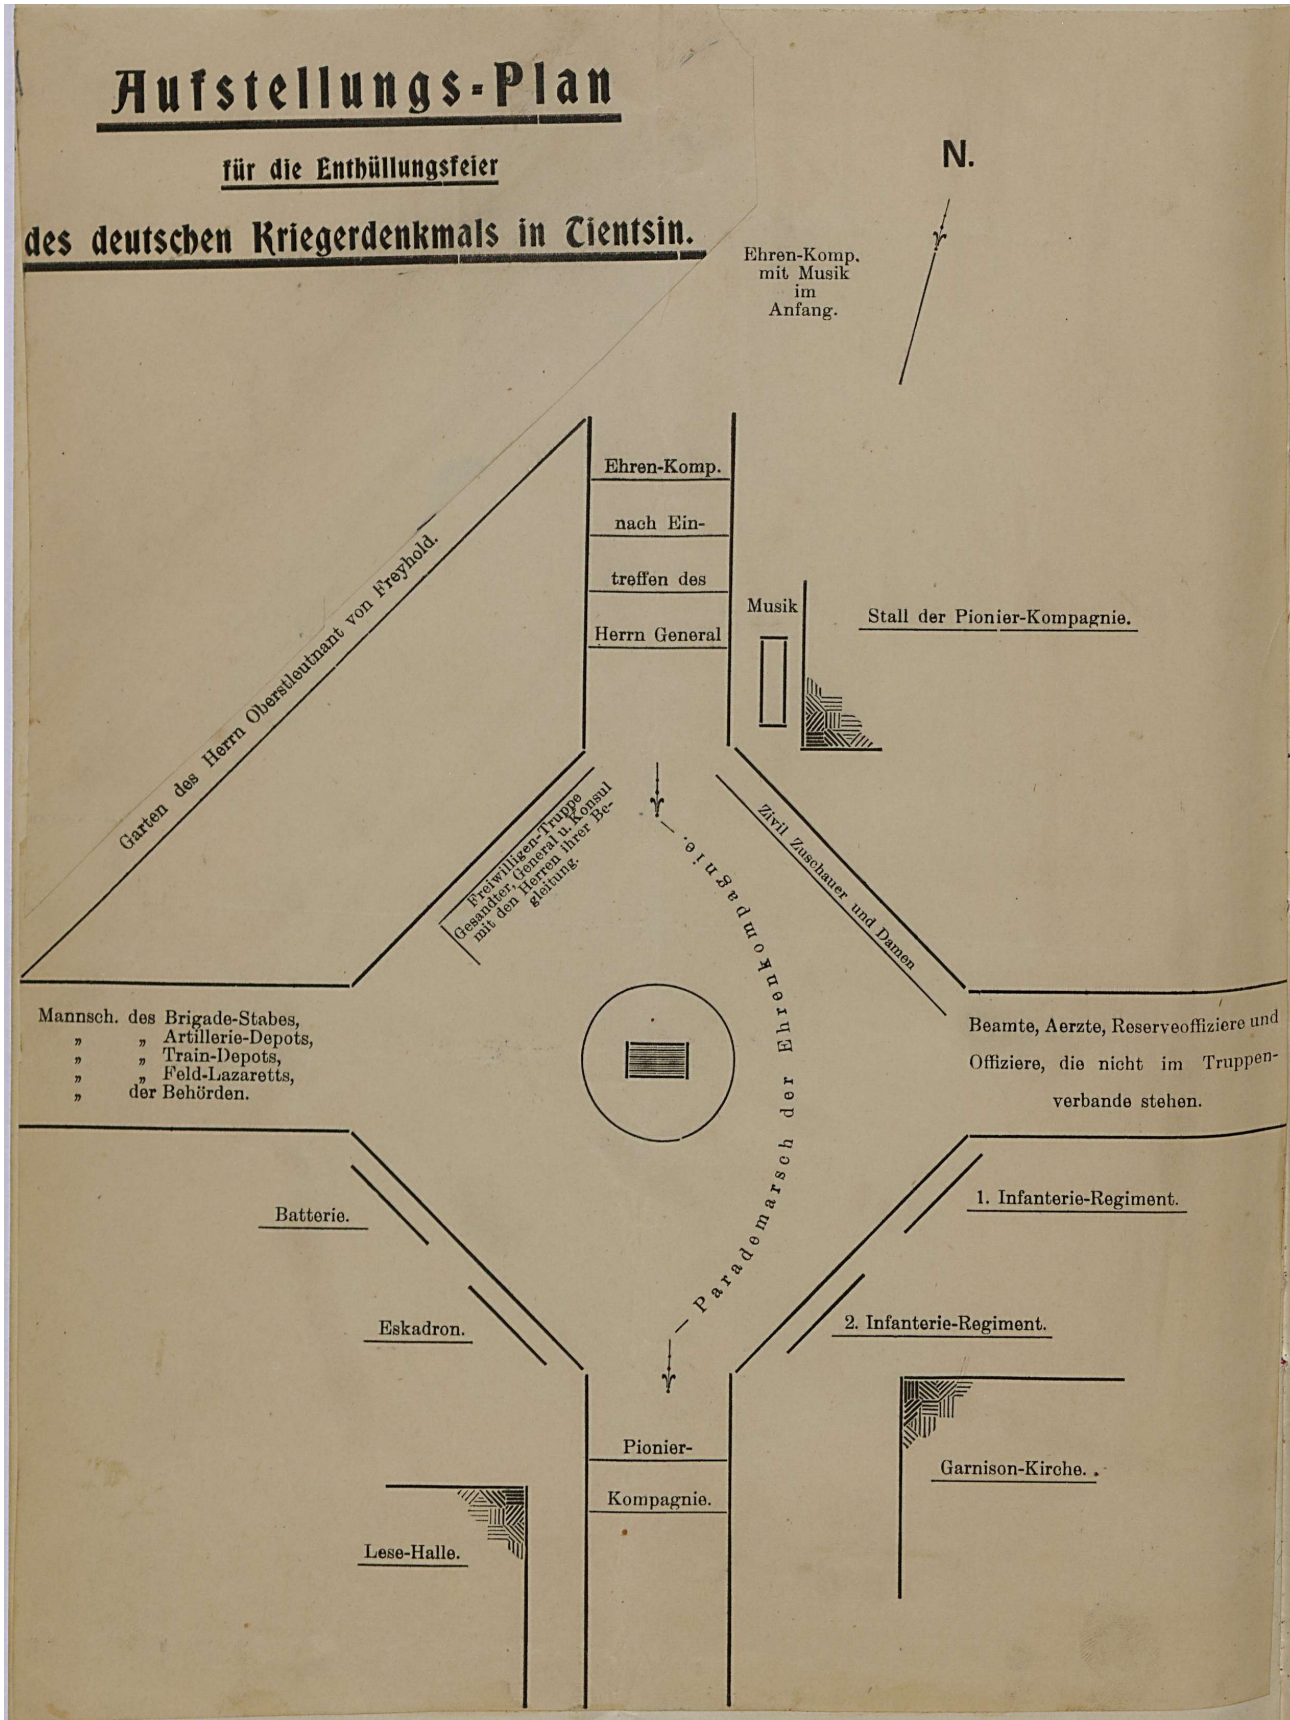 Aufstellungs-Plan
für die Enthüllungsfeier
des deutschen Kriegerdenkmals in Tientsin.
N.
Ehren-Komp.
mit Musik
im
Anfang.
Ehren-Komp.
nach Ein-
treffen des
Herrn General
Musik
Stall der Pionier-Kompagnie.
Garten des Herrn Oberstleutnant von Freyhold.
Freiwilligen-Truppe
Gesandter, General u. Konsul
mit den Herren ihrer Be-
gleitung.
Zivil Zuschauer und Damen
Parademarsch der Ehrenkompagnie.
Mannsch. des Brigade-Stabes,
„ „ Artillerie-Depots,
„ „ Train-Depots,
„ „ Feld-Lazaretts,
„ der Behörden.
Beamte, Aerzte, Reserveoffiziere und
Offiziere, die nicht im Truppen-
verbande stehen.
Batterie.
1. Infanterie-Regiment.
Eskadron.
2. Infanterie-Regiment.
Pionier-
Kompagnie.
Garnison-Kirche.
Lese-Halle.